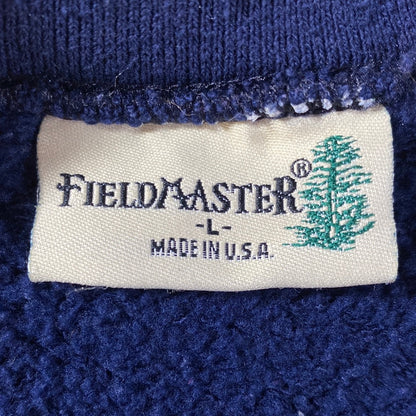 FIELDMASTER®
-L-
MADE IN U.S.A.